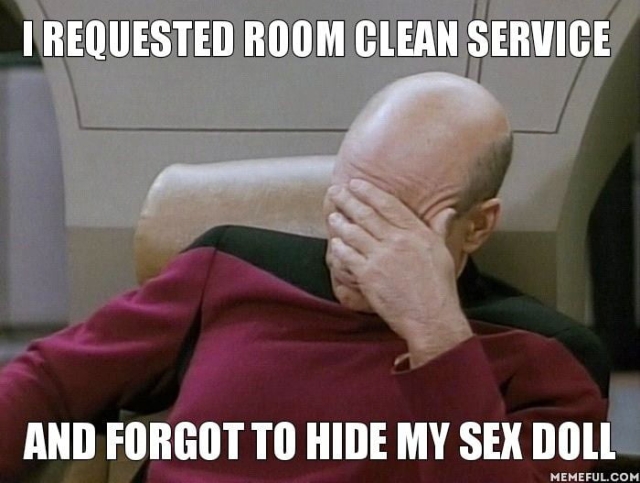 I REQUESTED ROOM CLEAN SERVICE
AND FORGOT TO HIDE MY SEX DOLL
MEMEFUL.COM